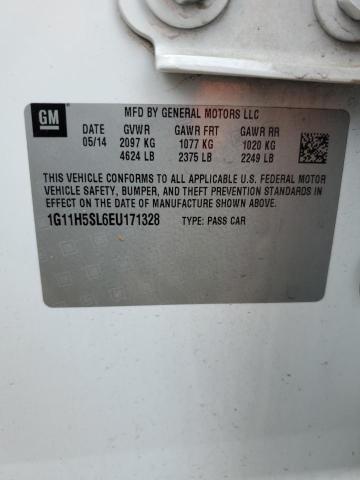 GM
MFD BY GENERAL MOTORS LLC
DATE GVWR GAWR FRT GAWR RR
05/14 2097 KG 1077 KG 1020 KG
4624 LB 2375 LB 2249 LB
THIS VEHICLE CONFORMS TO ALL APPLICABLE U.S. FEDERAL MOTOR
VEHICLE SAFETY, BUMPER, AND THEFT PREVENTION STANDARDS IN
EFFECT ON THE DATE OF MANUFACTURE SHOWN ABOVE.
1G11H5SL6EU171328 TYPE: PASS CAR